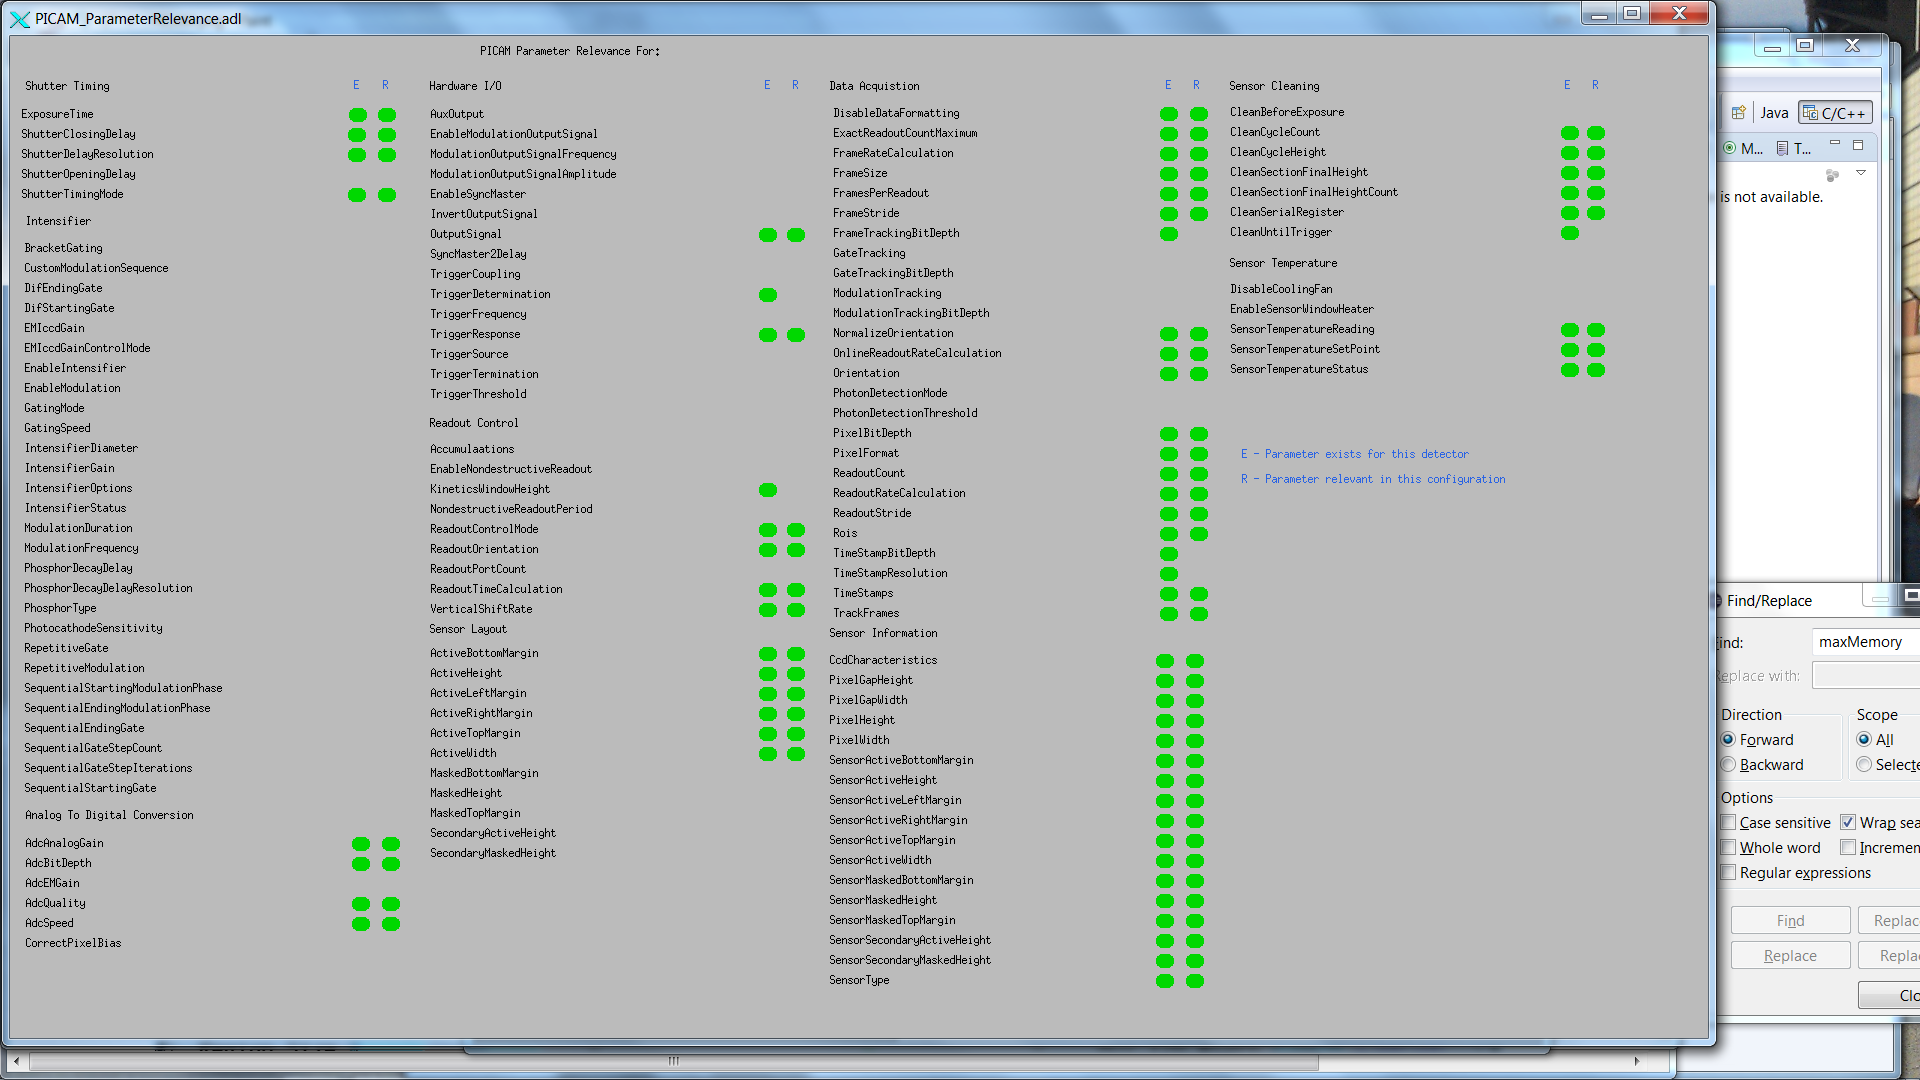 PICAM_ParameterRelevance.adl
PICAM Parameter Relevance For:
Shutter Timing E R
ExposureTime
ShutterClosingDelay
ShutterDelayResolution
ShutterOpeningDelay
ShutterTimingMode
Intensifier
BracketGating
CustomModulationSequence
DifEndingGate
DifStartingGate
EMIccdGain
EMIccdGainControlMode
EnableIntensifier
EnableModulation
GatingMode
GatingSpeed
IntensifierDiameter
IntensifierGain
IntensifierOptions
IntensifierStatus
ModulationDuration
ModulationFrequency
PhosphorDecayDelay
PhosphorDecayDelayResolution
PhosphorType
PhotocathodeSensitivity
RepetitiveGate
RepetitiveModulation
SequentialStartingModulationPhase
SequentialEndingModulationPhase
SequentialEndingGate
SequentialGateStepCount
SequentialGateStepIterations
SequentialStartingGate
Analog To Digital Conversion
AdcAnalogGain
AdcBitDepth
AdcEMGain
AdcQuality
AdcSpeed
CorrectPixelBias
Hardware I/O E R
AuxOutput
EnableModulationOutputSignal
ModulationOutputSignalFrequency
ModulationOutputSignalAmplitude
EnableSyncMaster
InvertOutputSignal
OutputSignal
SyncMaster2Delay
TriggerCoupling
TriggerDetermination
TriggerFrequency
TriggerResponse
TriggerSource
TriggerTermination
TriggerThreshold
Readout Control
Accumulaations
EnableNondestructiveReadout
KineticsWindowHeight
NondestructiveReadoutPeriod
ReadoutControlMode
ReadoutOrientation
ReadoutPortCount
ReadoutTimeCalculation
VerticalShiftRate
Sensor Layout
ActiveBottomMargin
ActiveHeight
ActiveLeftMargin
ActiveRightMargin
ActiveTopMargin
ActiveWidth
MaskedBottomMargin
MaskedHeight
MaskedTopMargin
SecondaryActiveHeight
SecondaryMaskedHeight
Data Acquistion E R
DisableDataFormatting
ExactReadoutCountMaximum
FrameRateCalculation
FrameSize
FramesPerReadout
FrameStride
FrameTrackingBitDepth
GateTracking
GateTrackingBitDepth
ModulationTracking
ModulationTrackingBitDepth
NormalizeOrientation
OnlineReadoutRateCalculation
Orientation
PhotonDetectionMode
PhotonDetectionThreshold
PixelBitDepth
PixelFormat
ReadoutCount
ReadoutRateCalculation
ReadoutStride
Rois
TimeStampBitDepth
TimeStampResolution
TimeStamps
TrackFrames
Sensor Information
CcdCharacteristics
PixelGapHeight
PixelGapWidth
PixelHeight
PixelWidth
SensorActiveBottomMargin
SensorActiveHeight
SensorActiveLeftMargin
SensorActiveRightMargin
SensorActiveTopMargin
SensorActiveWidth
SensorMaskedBottomMargin
SensorMaskedHeight
SensorMaskedTopMargin
SensorSecondaryActiveHeight
SensorSecondaryMaskedHeight
SensorType
Sensor Cleaning E R
CleanBeforeExposure
CleanCycleCount
CleanCycleHeight
CleanSectionFinalHeight
CleanSectionFinalHeightCount
CleanSerialRegister
CleanUntilTrigger
Sensor Temperature
DisableCoolingFan
EnableSensorWindowHeater
SensorTemperatureReading
SensorTemperatureSetPoint
SensorTemperatureStatus
E - Parameter exists for this detector
R - Parameter relevant in this configuration
Java C/C++
M... T...
is not available.
Find/Replace
ind: maxMemory
Replace with:
Direction Scope
Forward All
Backward Selecte
Options
Case sensitive Wrap sea
Whole word Incremen
Regular expressions
Find Replac
Replace Repla
Clo